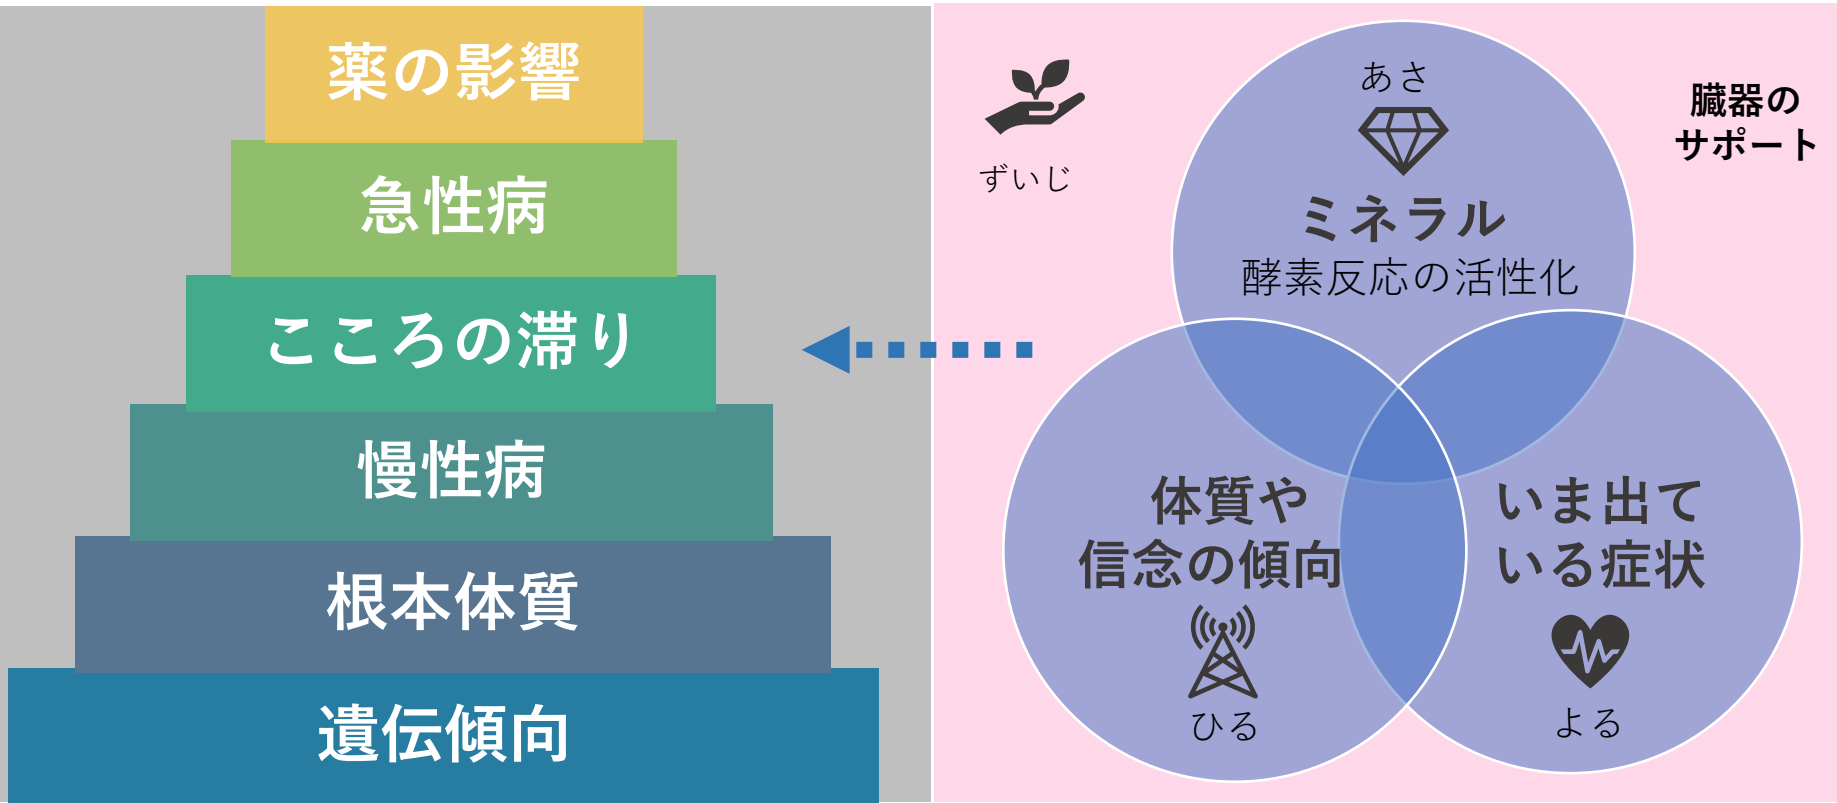 薬の影響
急性病
こころの滞り
慢性病
根本体質
遺伝傾向
ずいじ
臓器の
サポート
あさ
ミネラル
酵素反応の活性化
体質や
信念の傾向
ひる
いま出て
いる症状
よる